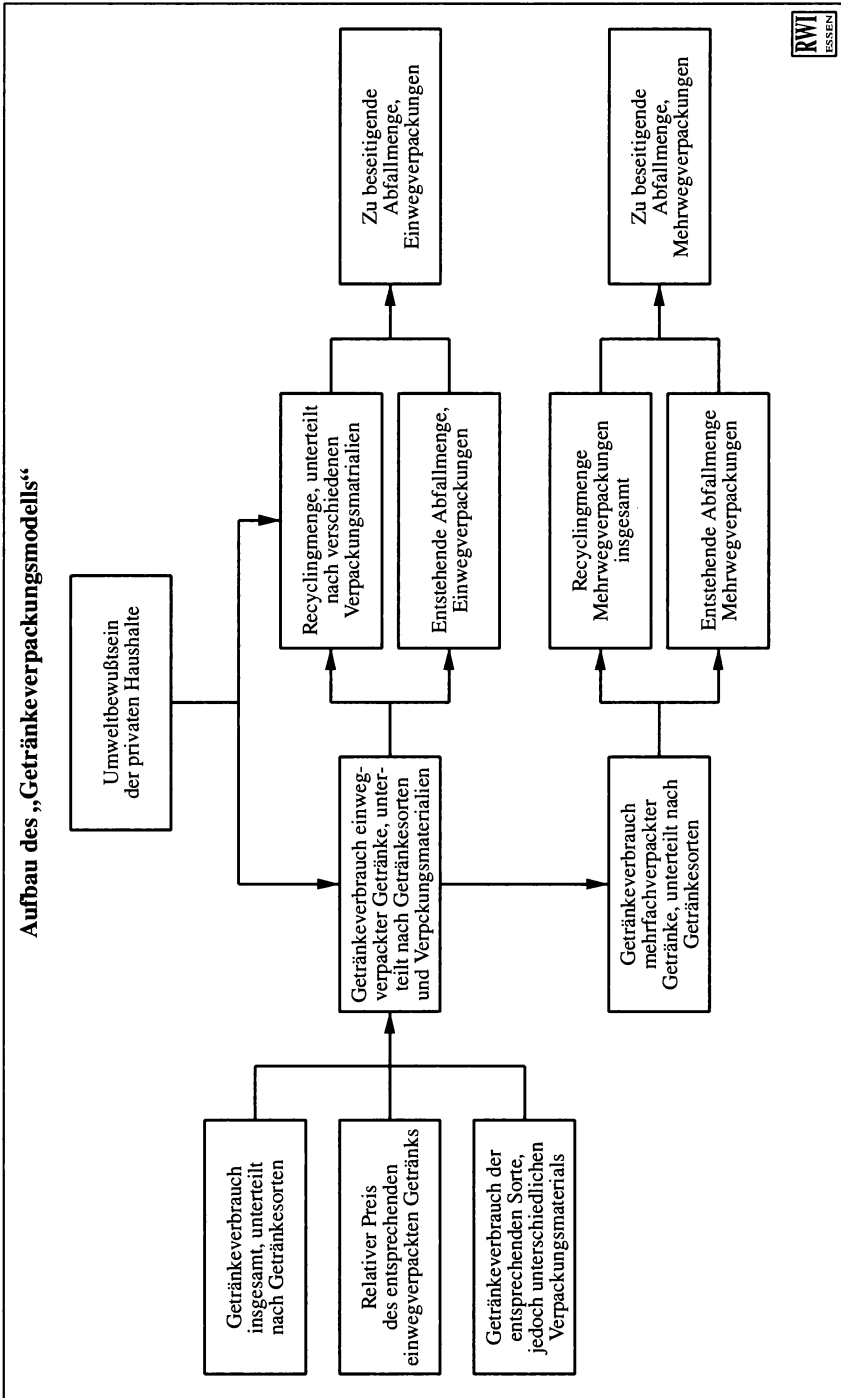 Aufbau des „Getränkeverpackungsmodells“
Umweltbewußtsein
der privaten Haushalte
Getränkeverbrauch
insgesamt, unterteilt
nach Getränkesorten
Relativer Preis
des entsprechenden
einwegverpackten Getränks
Getränkeverbrauch der
entsprechenden Sorte,
jedoch unterschiedlichen
Verpackungsmaterials
Getränkeverbrauch einweg-
verpackter Getränke, unter-
teilt nach Getränkesorten
und Verpckungsmaterialien
Getränkeverbrauch
mehrfachverpackter
Getränke, unterteilt nach
Getränkesorten
Recyclingmenge, unterteilt
nach verschiedenen
Verpackungsmatrialien
Entstehende Abfallmenge,
Einwegverpackungen
Recyclingmenge
Mehrwegverpackungen
insgesamt
Entstehende Abfallmenge
Mehrwegverpackungen
Zu beseitigende
Abfallmenge,
Einwegverpackungen
Zu beseitigende
Abfallmenge,
Mehrwegverpackungen
RWI
ESSEN